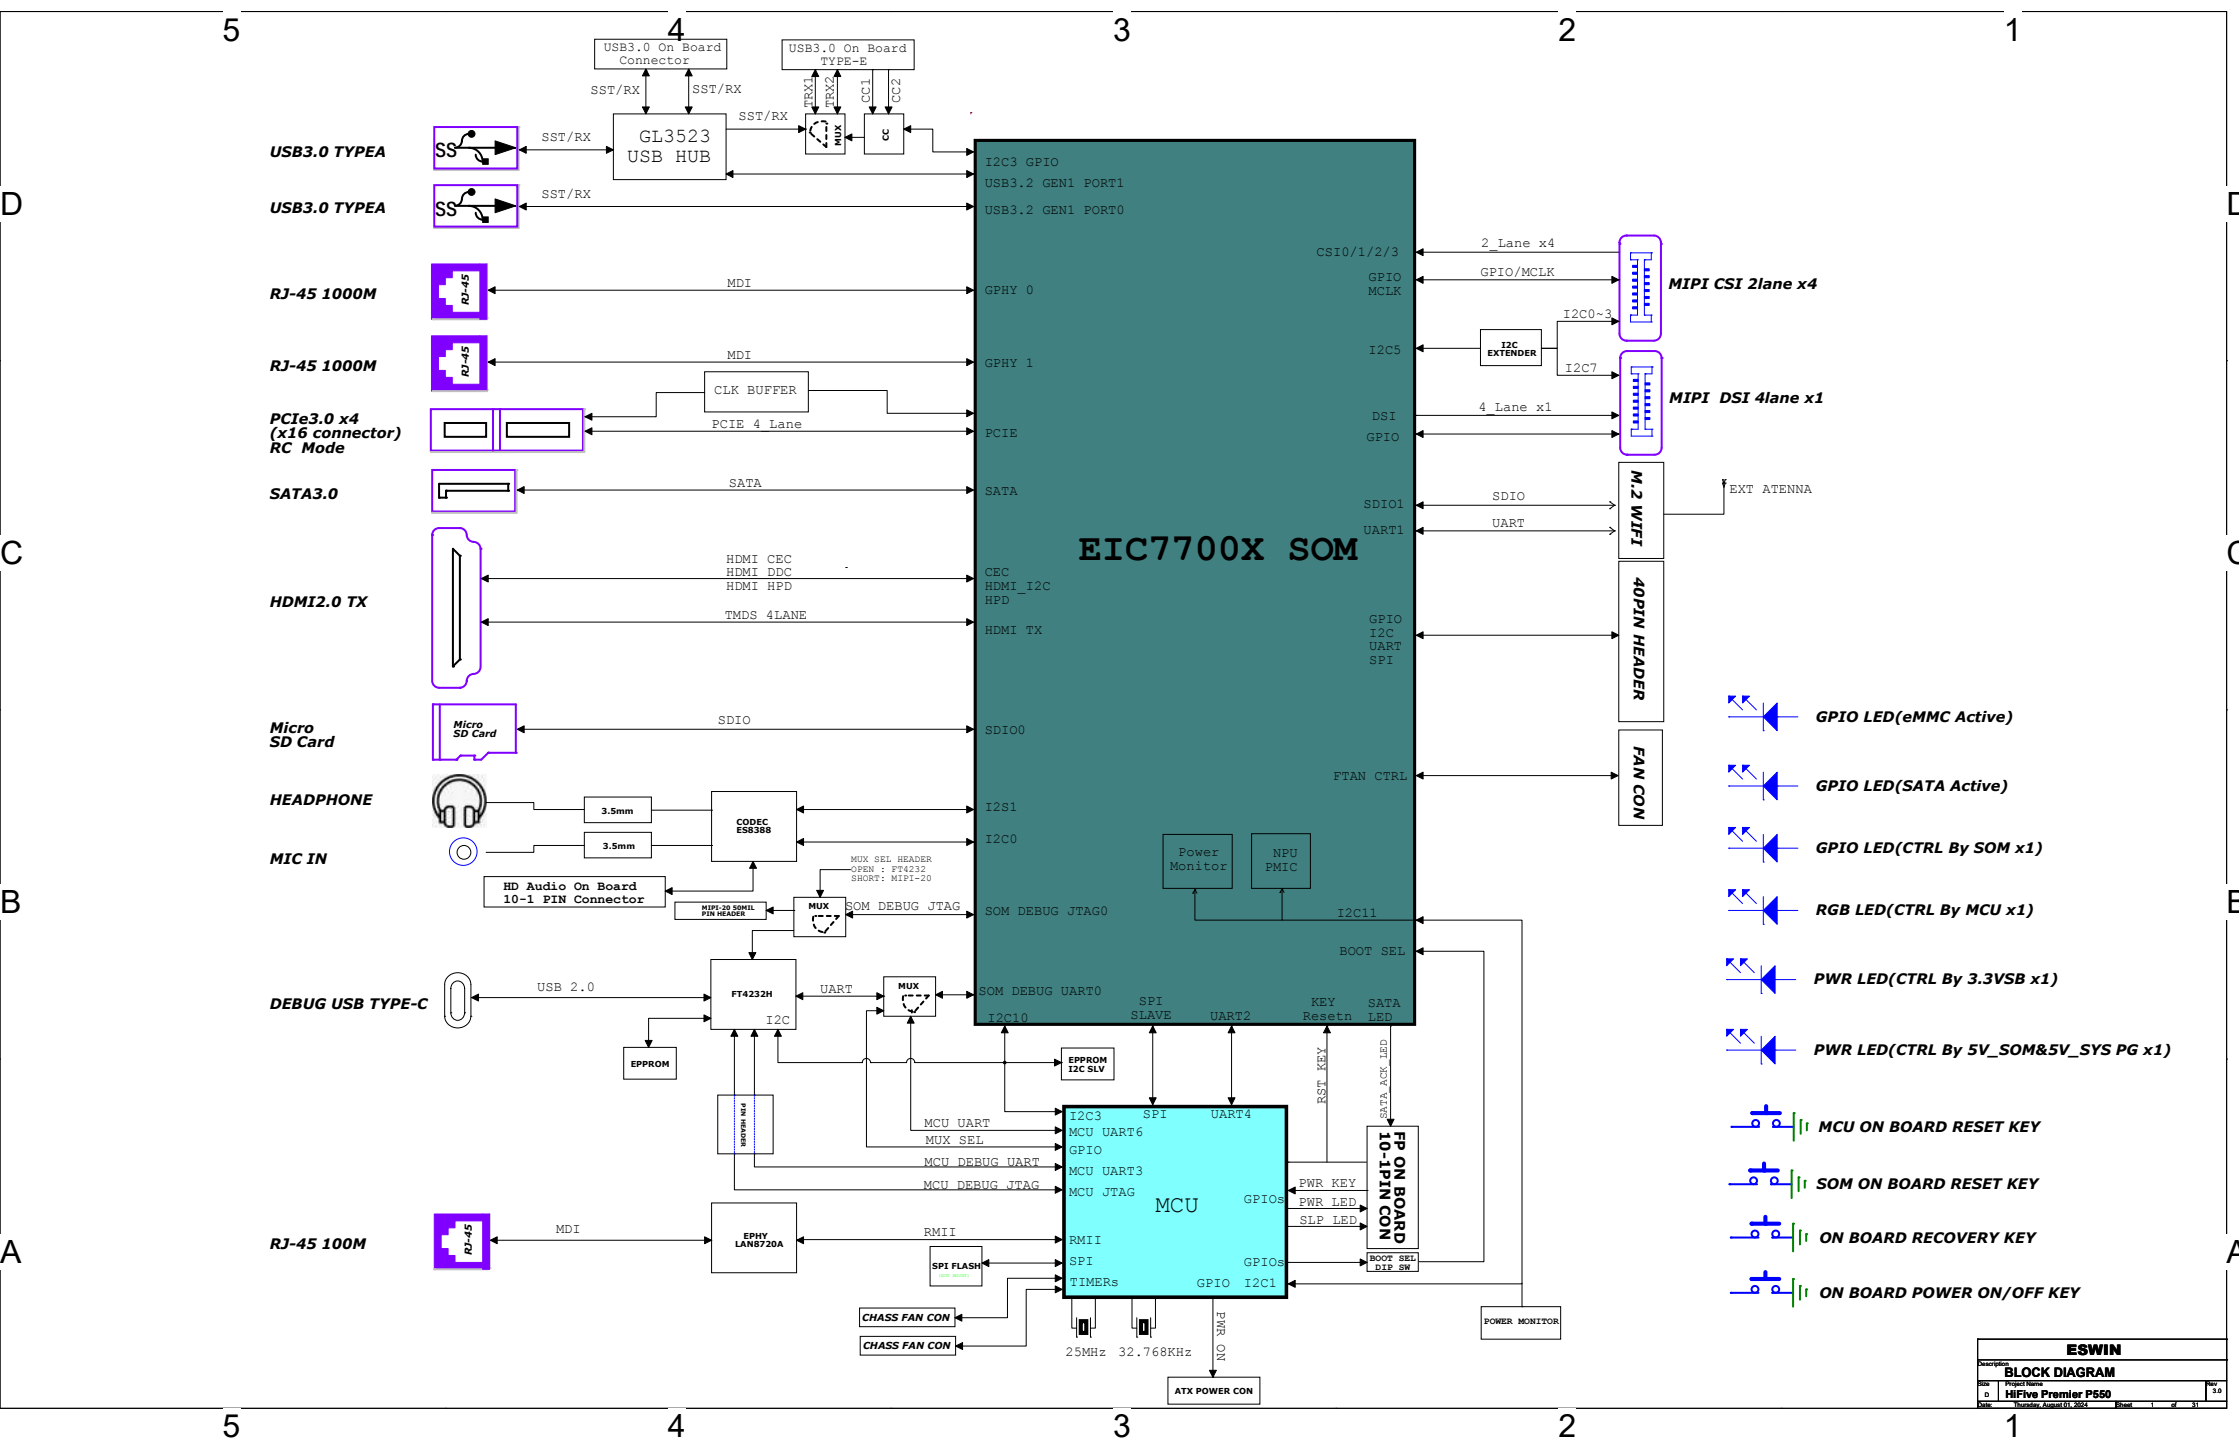 5
4
3
2
1
D
C
B
A
D
C
B
A
USB3.0 On Board
Connector
USB3.0 On Board
TYPE-E
SST/RX
SST/RX
TRX1
TRX2
CC1
CC2
SST/RX
GL3523
USB HUB
MUX
CC
USB3.0 TYPEA
SS
SST/RX
USB3.0 TYPEA
SS
SST/RX
I2C3 GPIO
USB3.2 GEN1 PORT1
USB3.2 GEN1 PORT0
RJ-45 1000M
RJ-45
MDI
GPHY 0
RJ-45 1000M
RJ-45
MDI
GPHY 1
CLK BUFFER
PCIe3.0 x4
(x16 connector)
RC Mode
PCIE 4_Lane
PCIE
SATA3.0
SATA
SATA
HDMI2.0 TX
HDMI CEC
HDMI DDC
HDMI HPD
TMDS 4LANE
CEC
HDMI_I2C
HPD
HDMI TX
EIC7700X SOM
Micro
SD Card
Micro
SD Card
SDIO
SDIO0
HEADPHONE
3.5mm
CODEC
ES8388
I2S1
I2C0
MIC IN
3.5mm
HD Audio On Board
10-1 PIN Connector
MUX SEL HEADER
OPEN : FT4232
SHORT: MIPI-20
MIPI-20 50MIL
PIN HEADER
MUX
SOM DEBUG JTAG
SOM DEBUG JTAG0
DEBUG USB TYPE-C
USB 2.0
FT4232H
I2C
UART
MUX
SOM DEBUG UART0
I2C10
EPPROM
EPPROM
I2C SLV
PIN HEADER
CSI0/1/2/3
GPIO
MCLK
2_Lane x4
GPIO/MCLK
MIPI CSI 2lane x4
I2C0~3
I2C5
I2C
EXTENDER
I2C7
DSI
GPIO
4_Lane x1
MIPI  DSI 4lane x1
SDIO1
UART1
SDIO
UART
M.2 WIFI
EXT ATENNA
GPIO
I2C
UART
SPI
40PIN HEADER
FTAN CTRL
FAN CON
Power
Monitor
NPU
PMIC
I2C11
BOOT SEL
SPI
SLAVE
UART2
KEY
Resetn
SATA
LED
RST_KEY
SATA_ACK_LED
MCU UART
MUX SEL
MCU DEBUG UART
MCU DEBUG JTAG
I2C3
MCU UART6
GPIO
MCU UART3
MCU JTAG
SPI
UART4
MCU
RMII
SPI
TIMERs
GPIOs
GPIOs
GPIO
I2C1
PWR KEY
PWR LED
SLP LED
FP ON BOARD
10-1PIN CON
BOOT SEL
DIP SW
RJ-45 100M
RJ-45
MDI
EPHY
LAN8720A
RMII
SPI FLASH
CHASS FAN CON
CHASS FAN CON
25MHz
32.768KHz
PWR ON
ATX POWER CON
POWER MONITOR
GPIO LED(eMMC Active)
GPIO LED(SATA Active)
GPIO LED(CTRL By SOM x1)
RGB LED(CTRL By MCU x1)
PWR LED(CTRL By 3.3VSB x1)
PWR LED(CTRL By 5V_SOM&5V_SYS PG x1)
MCU ON BOARD RESET KEY
SOM ON BOARD RESET KEY
ON BOARD RECOVERY KEY
ON BOARD POWER ON/OFF KEY
ESWIN
Description
BLOCK DIAGRAM
Size
D
Project Name
HiFive Premier P550
Rev
3.0
Date:
Thursday, August 01, 2024
Sheet 1 of 31
5
4
3
2
1